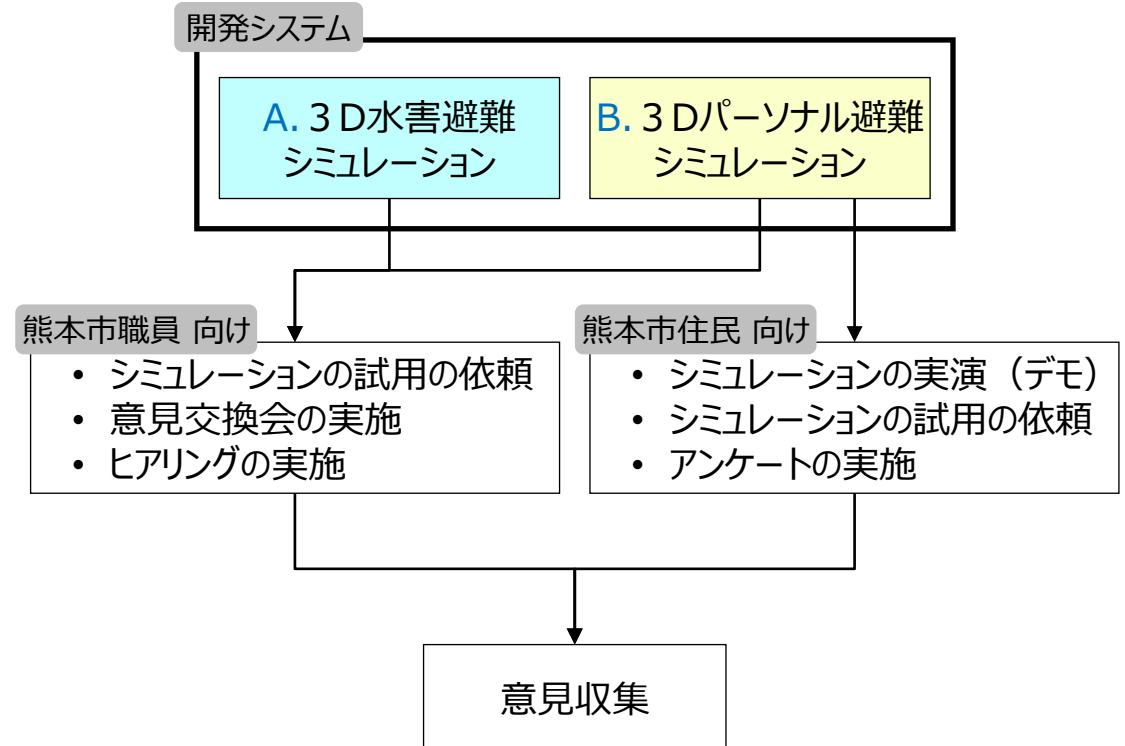 開発システム
A. 3D水害避難
シミュレーション
B. 3Dパーソナル避難
シミュレーション
熊本市職員 向け
• シミュレーションの試用の依頼
• 意見交換会の実施
• ヒアリングの実施
熊本市住民 向け
• シミュレーションの実演（デモ）
• シミュレーションの試用の依頼
• アンケートの実施
意見収集